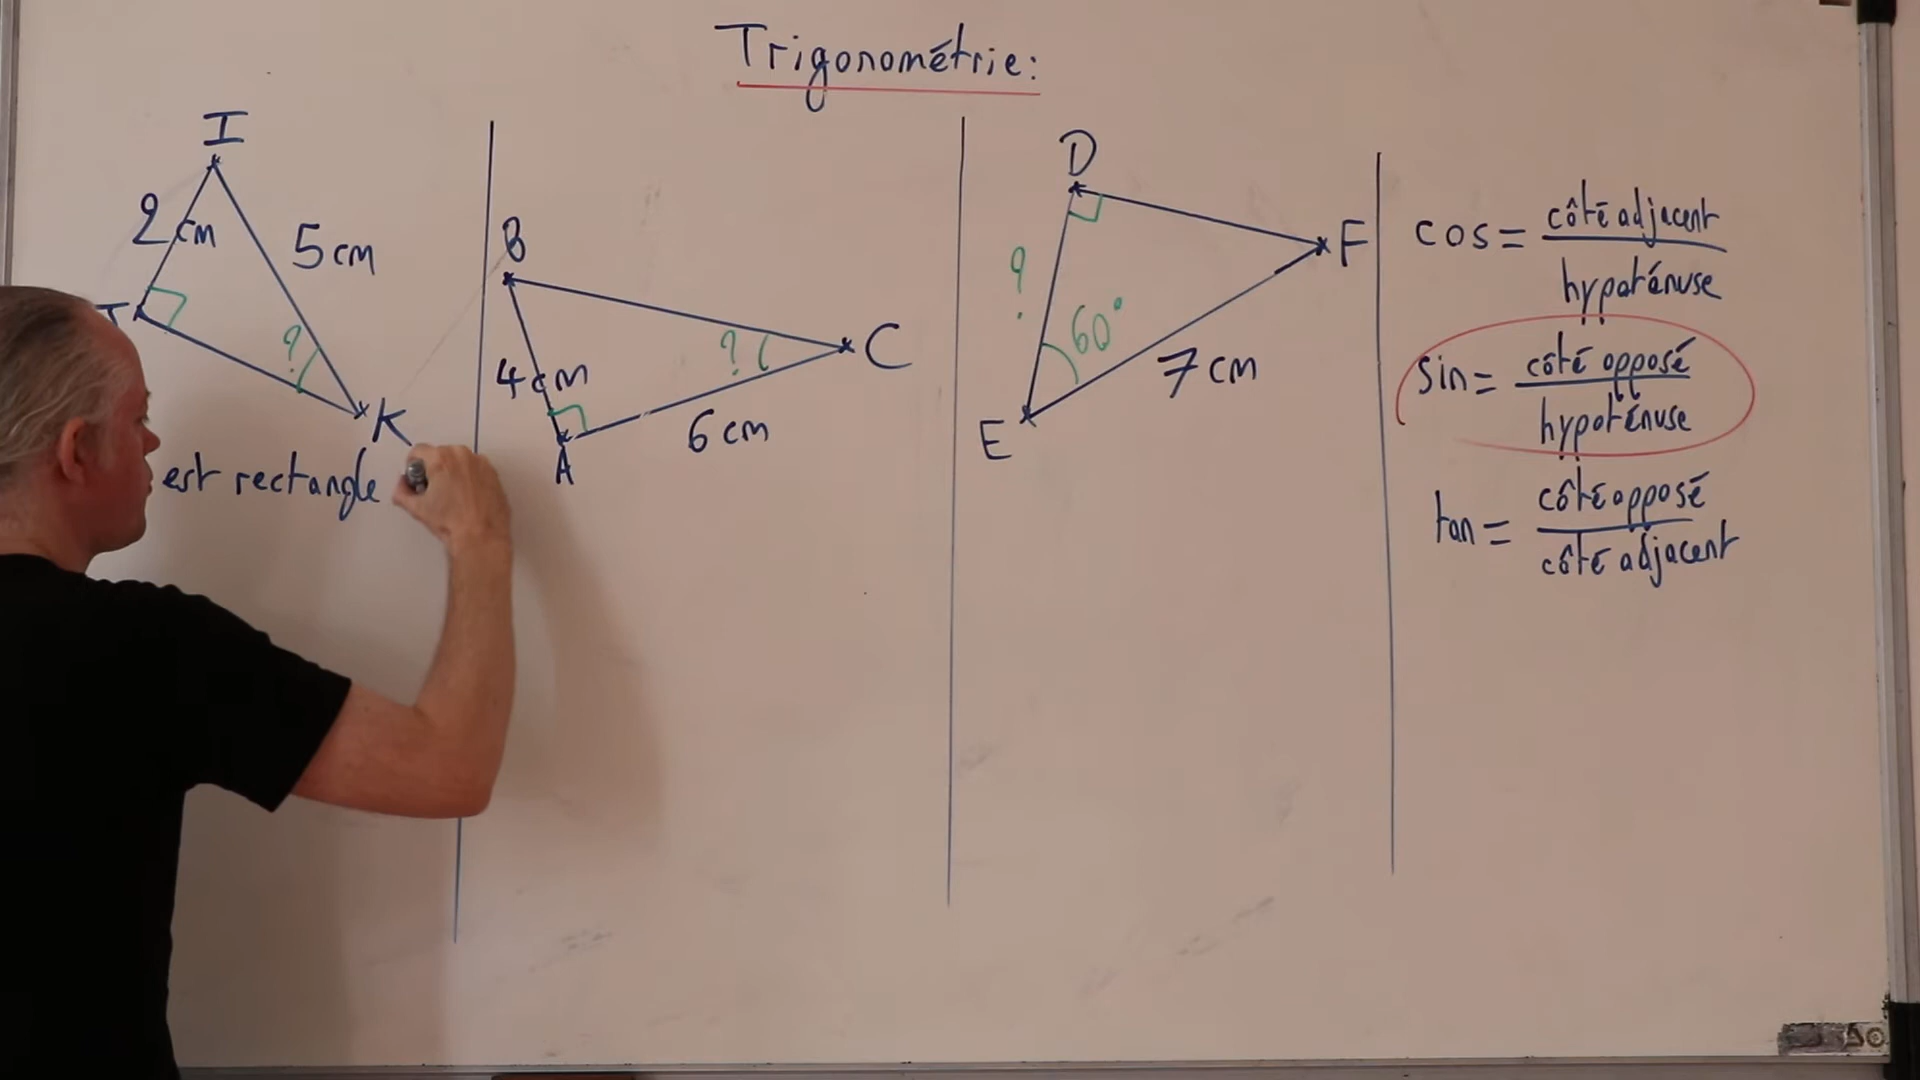 Trigonométrie:
I
2 cm
5 cm
?
K
est rectangle
B
4 cm
?
C
6 cm
A
D
?
60°
F
7 cm
E
cos = côté adjacent
hypoténuse
sin = côté opposé
hypoténuse
tan = côté opposé
côté adjacent